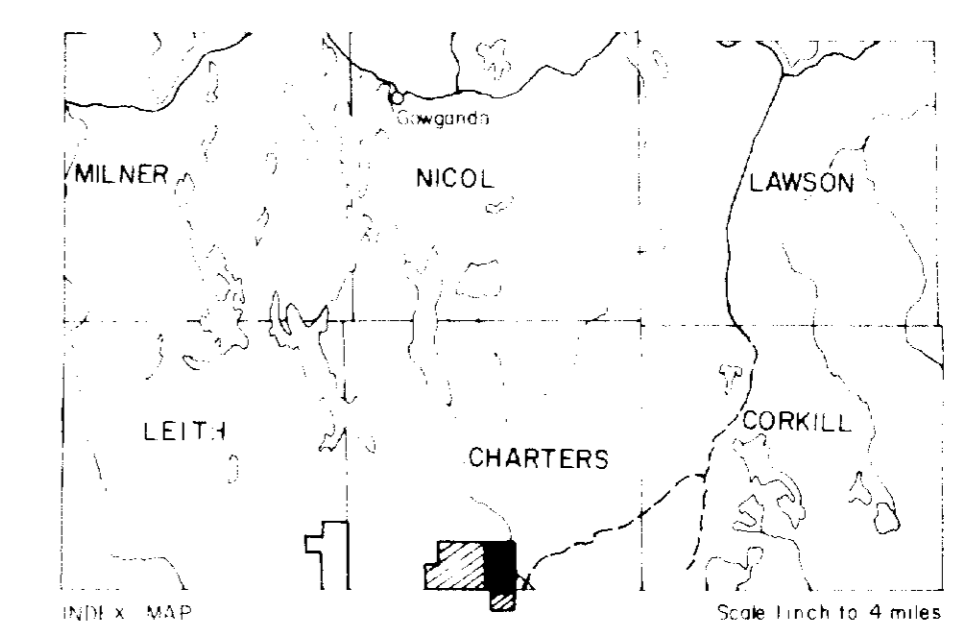 Gowganda
MILNER
NICOL
LAWSON
LEITH
CHARTERS
CORKILL
INDEX MAP
Scale 1 inch to 4 miles